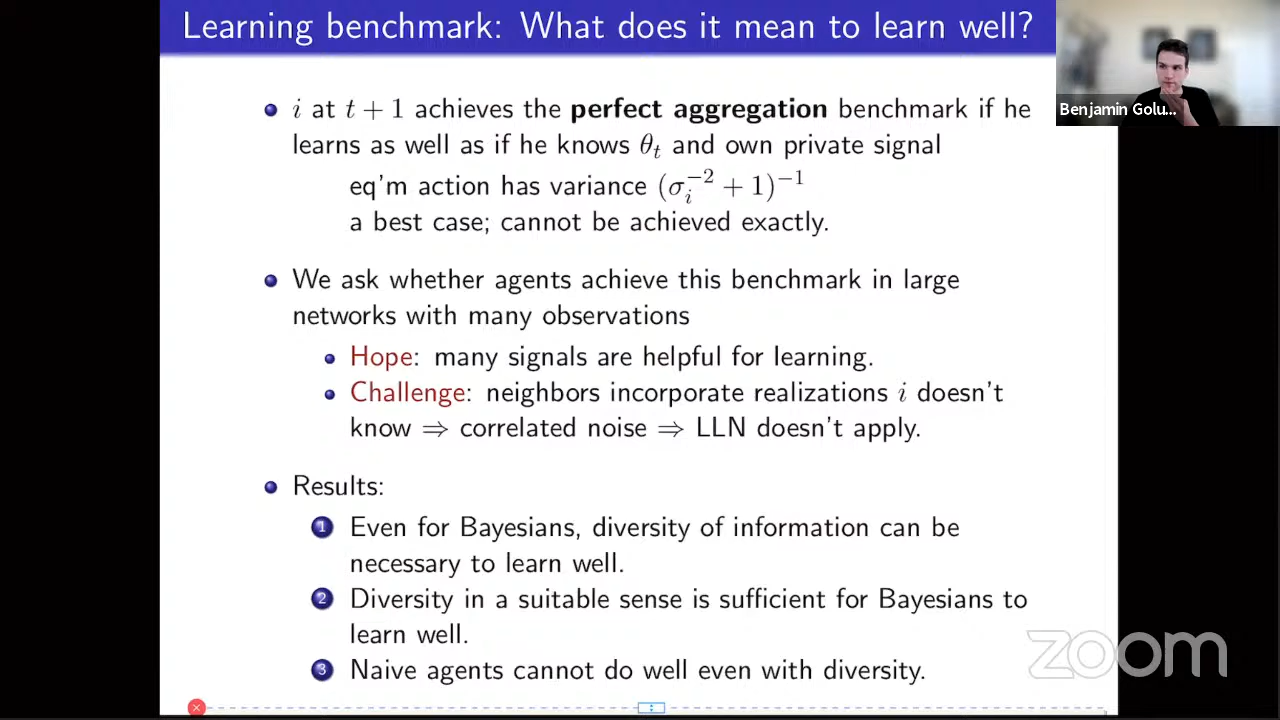 Learning benchmark: What does it mean to learn well?
i at t + 1 achieves the perfect aggregation benchmark if he
learns as well as if he knows θₜ and own private signal
eq'm action has variance (σᵢ⁻² + 1)⁻¹
a best case; cannot be achieved exactly.
We ask whether agents achieve this benchmark in large
networks with many observations
Hope: many signals are helpful for learning.
Challenge: neighbors incorporate realizations i doesn't
know ⇒ correlated noise ⇒ LLN doesn't apply.
Results:
1 Even for Bayesians, diversity of information can be
necessary to learn well.
2 Diversity in a suitable sense is sufficient for Bayesians to
learn well.
3 Naive agents cannot do well even with diversity.
Benjamin Golu...
zoom